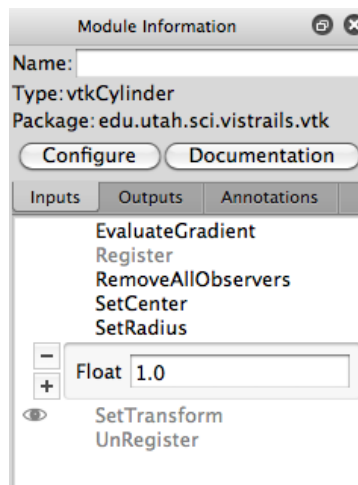 Module Information
Name:
Type: vtkCylinder
Package: edu.utah.sci.vistrails.vtk
Configure Documentation
Inputs Outputs Annotations
EvaluateGradient
Register
RemoveAllObservers
SetCenter
SetRadius
Float 1.0
SetTransform
UnRegister